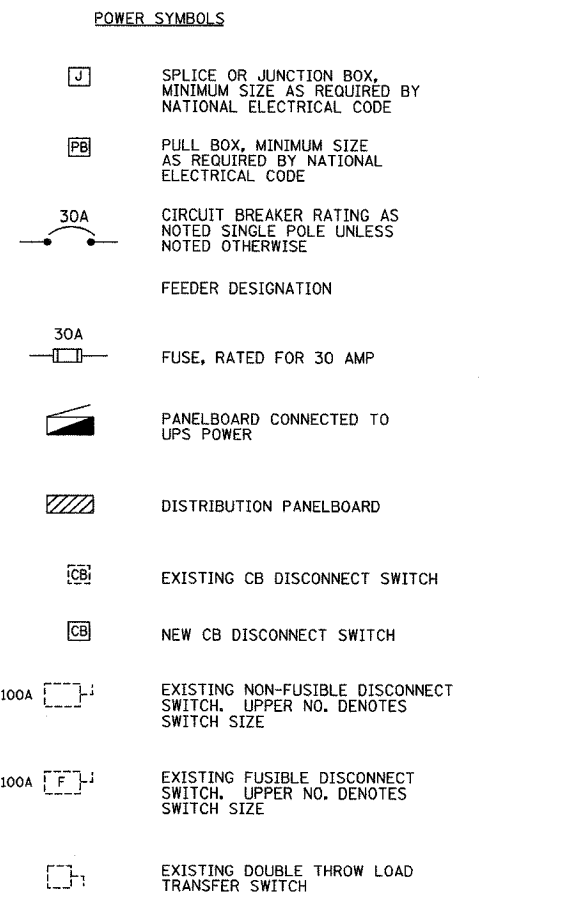 POWER SYMBOLS
J
SPLICE OR JUNCTION BOX,
MINIMUM SIZE AS REQUIRED BY
NATIONAL ELECTRICAL CODE
PB
PULL BOX, MINIMUM SIZE
AS REQUIRED BY NATIONAL
ELECTRICAL CODE
30A
CIRCUIT BREAKER RATING AS
NOTED SINGLE POLE UNLESS
NOTED OTHERWISE
FEEDER DESIGNATION
30A
FUSE, RATED FOR 30 AMP
PANELBOARD CONNECTED TO
UPS POWER
DISTRIBUTION PANELBOARD
CB
EXISTING CB DISCONNECT SWITCH
CB
NEW CB DISCONNECT SWITCH
100A
EXISTING NON-FUSIBLE DISCONNECT
SWITCH. UPPER NO. DENOTES
SWITCH SIZE
100A F
EXISTING FUSIBLE DISCONNECT
SWITCH. UPPER NO. DENOTES
SWITCH SIZE
EXISTING DOUBLE THROW LOAD
TRANSFER SWITCH